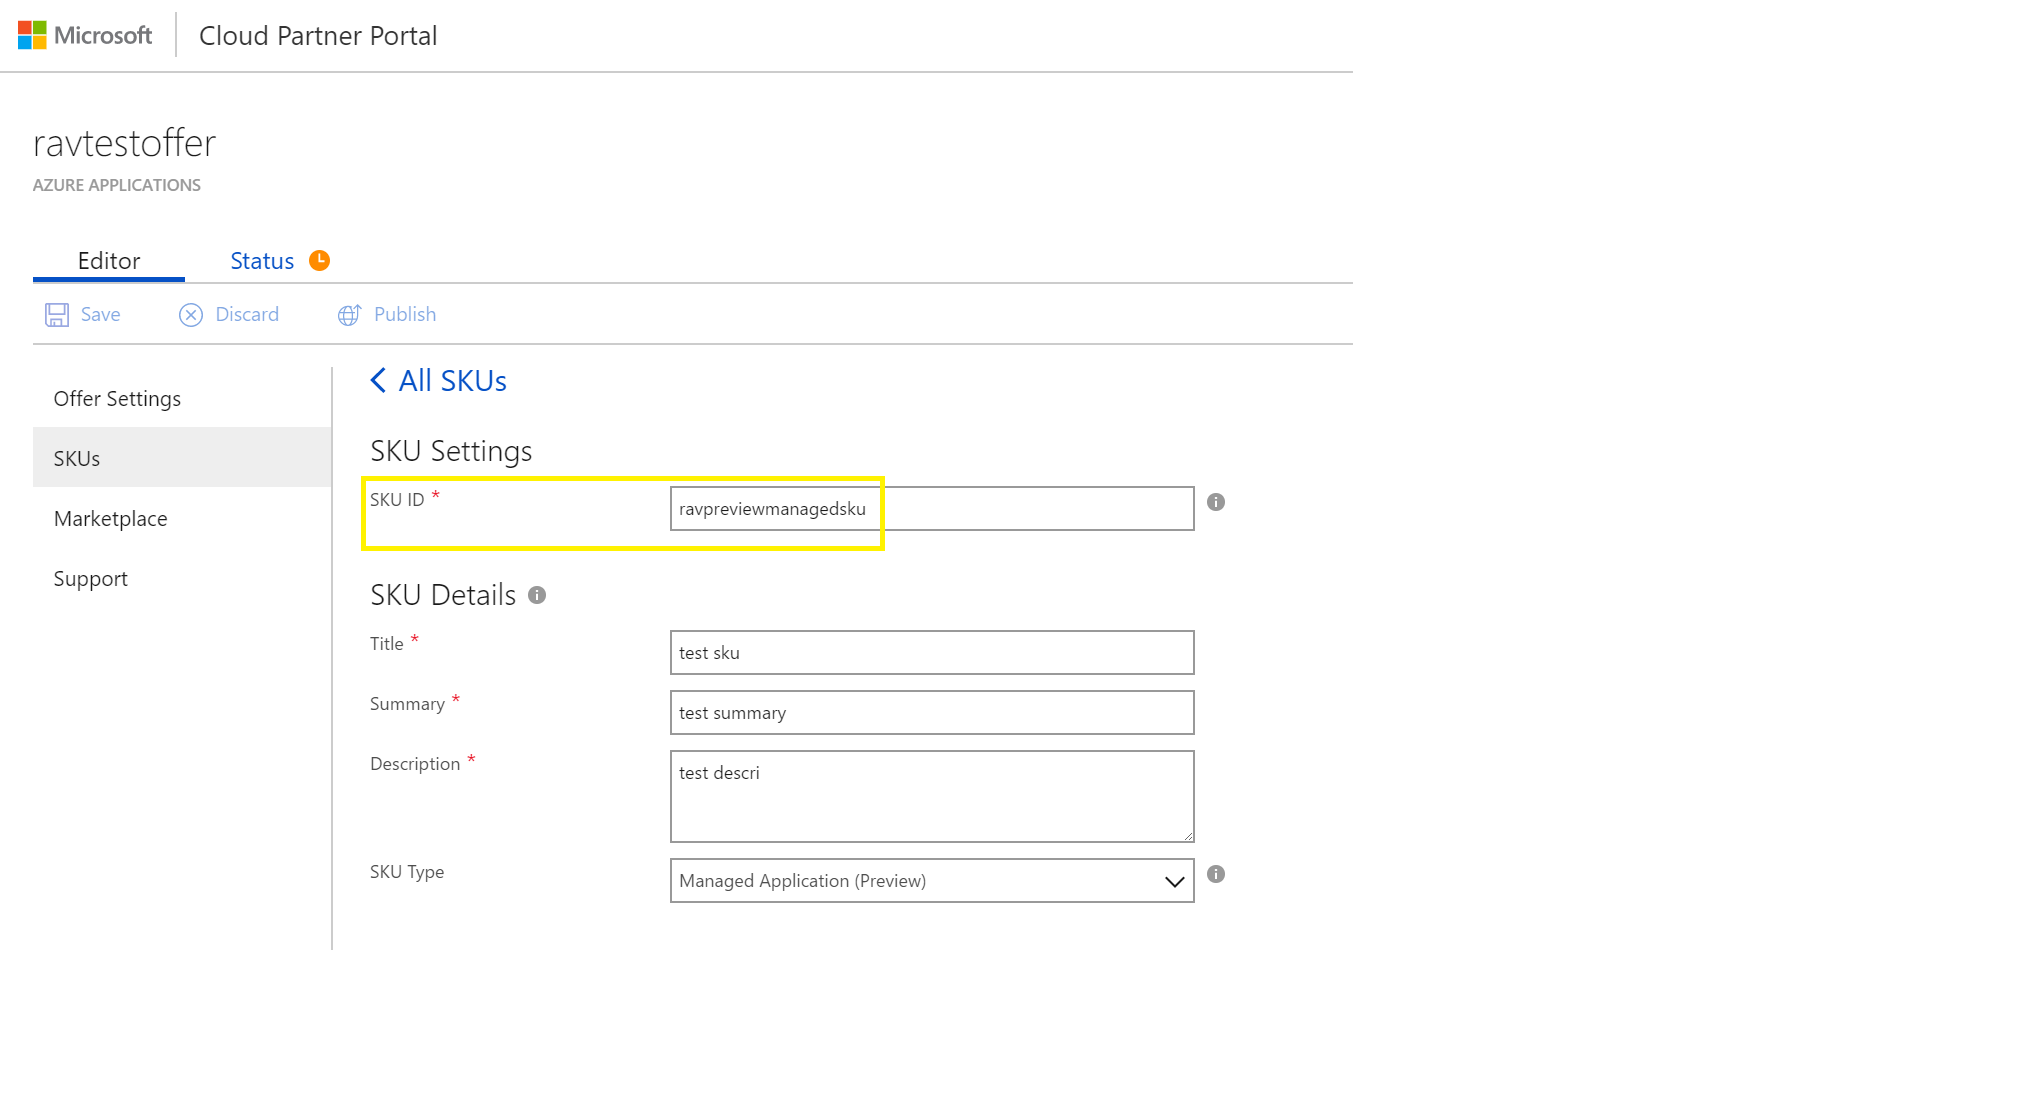 Microsoft Cloud Partner Portal
ravtestoffer
AZURE APPLICATIONS
Editor Status
Save Discard Publish
Offer Settings
SKUs
Marketplace
Support
All SKUs
SKU Settings
SKU ID * ravpreviewmanagedsku
SKU Details
Title * test sku
Summary * test summary
Description * test descri
SKU Type Managed Application (Preview)